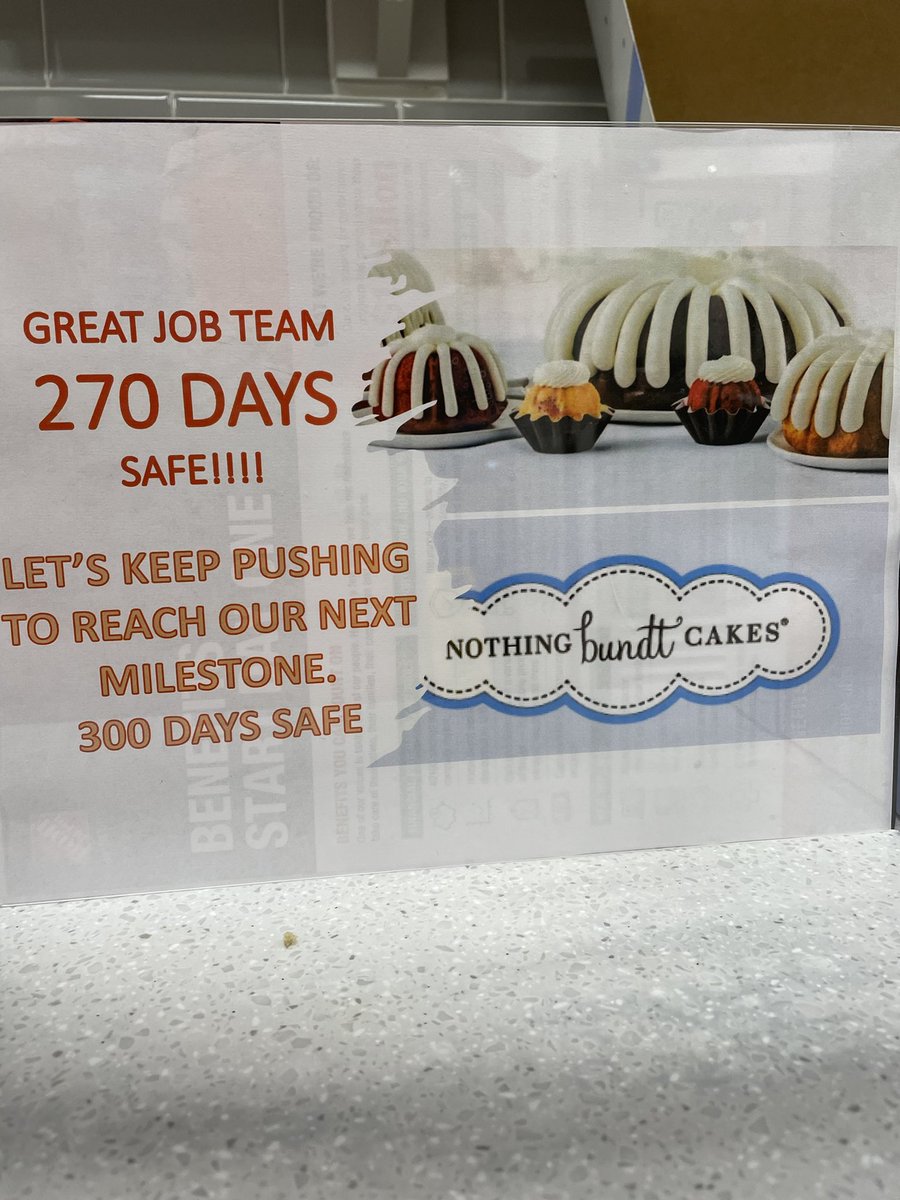 GREAT JOB TEAM
270 DAYS
SAFE!!!!
LET'S KEEP PUSHING
TO REACH OUR NEXT
MILESTONE.
300 DAYS SAFE
NOTHING bundt CAKES®